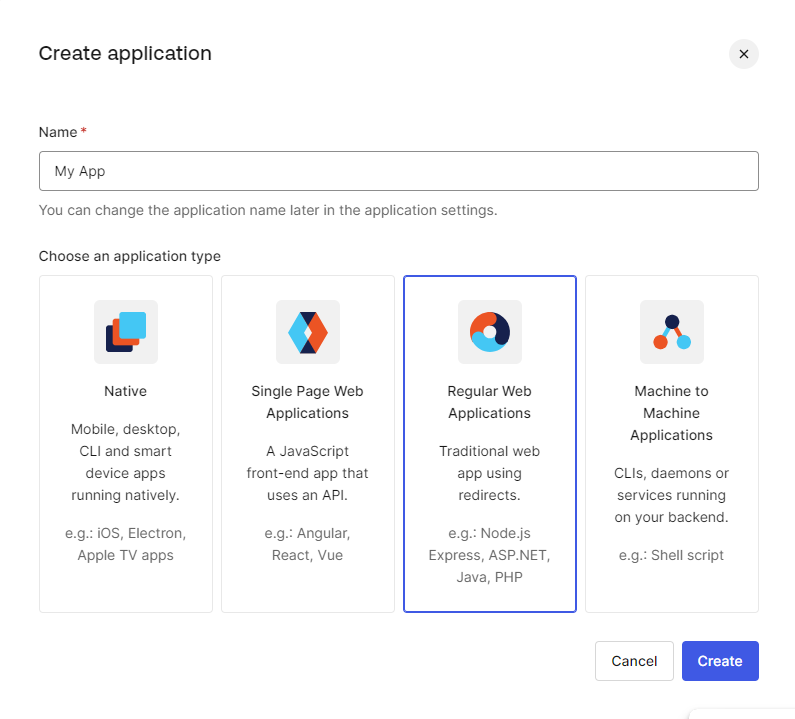 Create application
Name *
My App
You can change the application name later in the application settings.
Choose an application type
Native
Mobile, desktop,
CLI and smart
device apps
running natively.
e.g.: iOS, Electron,
Apple TV apps
Single Page Web
Applications
A JavaScript
front-end app that
uses an API.
e.g.: Angular,
React, Vue
Regular Web
Applications
Traditional web
app using
redirects.
e.g.: Node.js
Express, ASP.NET,
Java, PHP
Machine to
Machine
Applications
CLIs, daemons or
services running
on your backend.
e.g.: Shell script
Cancel
Create